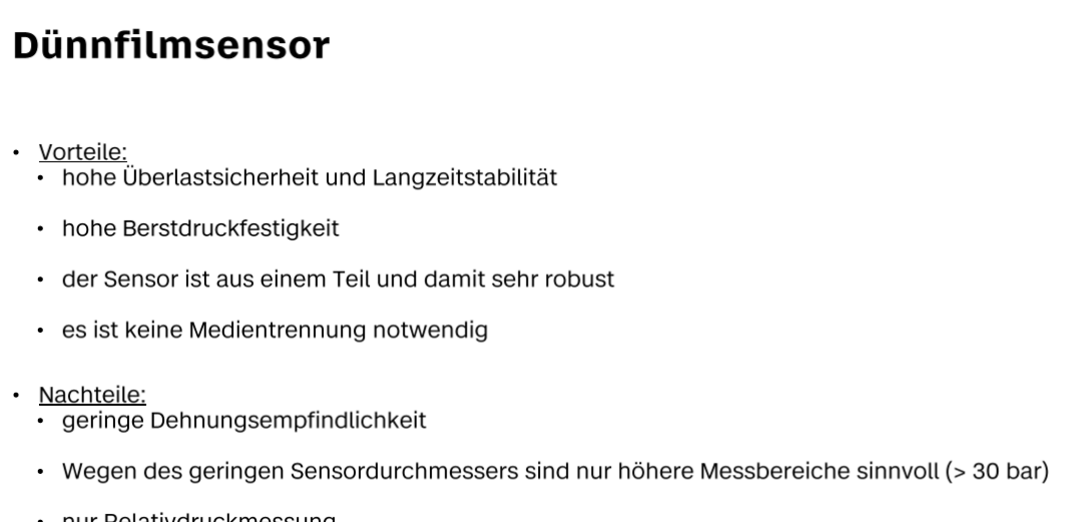 Dünnfilmsensor
• Vorteile:
• hohe Überlastsicherheit und Langzeitstabilität
• hohe Berstdruckfestigkeit
• der Sensor ist aus einem Teil und damit sehr robust
• es ist keine Medientrennung notwendig
• Nachteile:
• geringe Dehnungsempfindlichkeit
• Wegen des geringen Sensordurchmessers sind nur höhere Messbereiche sinnvoll (> 30 bar)
• nur Relativdruckmessung